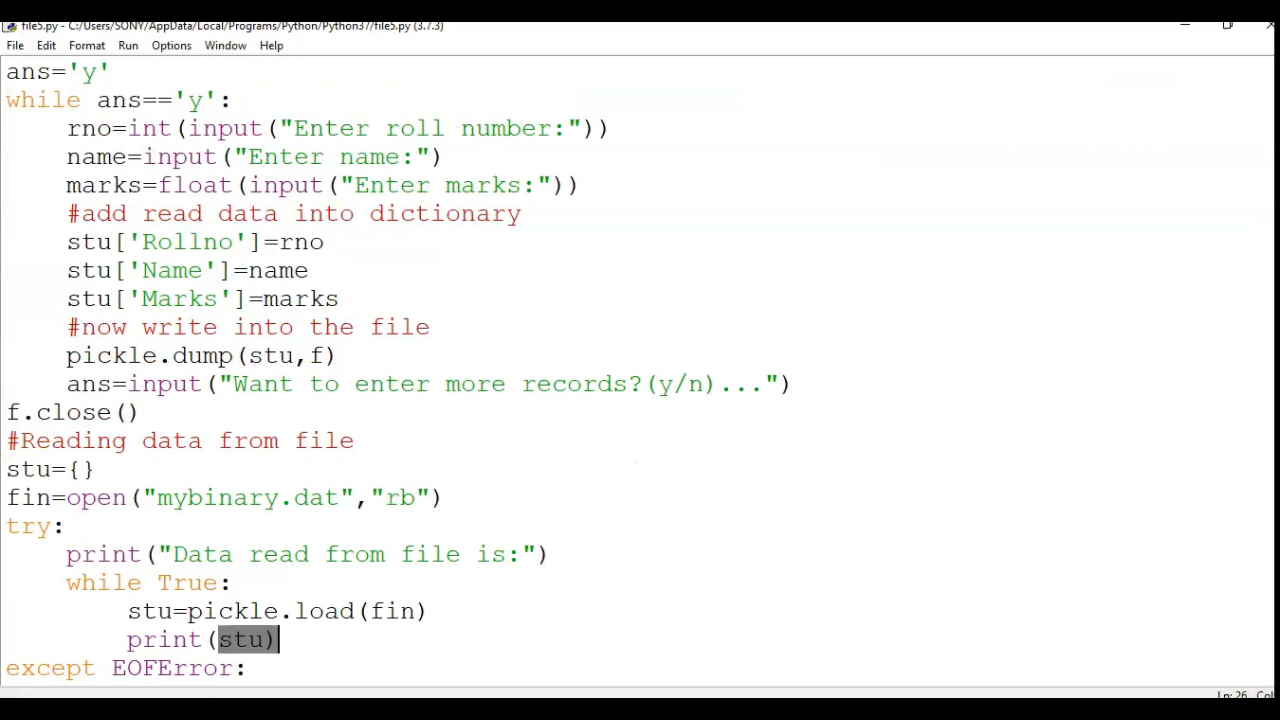 file5.py - C:/Users/SONY/AppData/Local/Programs/Python/Python37/file5.py (3.7.3)
File Edit Format Run Options Window Help
ans='y'
while ans=='y':
    rno=int(input("Enter roll number:"))
    name=input("Enter name:")
    marks=float(input("Enter marks:"))
    #add read data into dictionary
    stu['Rollno']=rno
    stu['Name']=name
    stu['Marks']=marks
    #now write into the file
    pickle.dump(stu,f)
    ans=input("Want to enter more records?(y/n)...")
f.close()
#Reading data from file
stu={}
fin=open("mybinary.dat","rb")
try:
    print("Data read from file is:")
    while True:
        stu=pickle.load(fin)
        print(stu)
except EOFError:
Ln: 26 Col